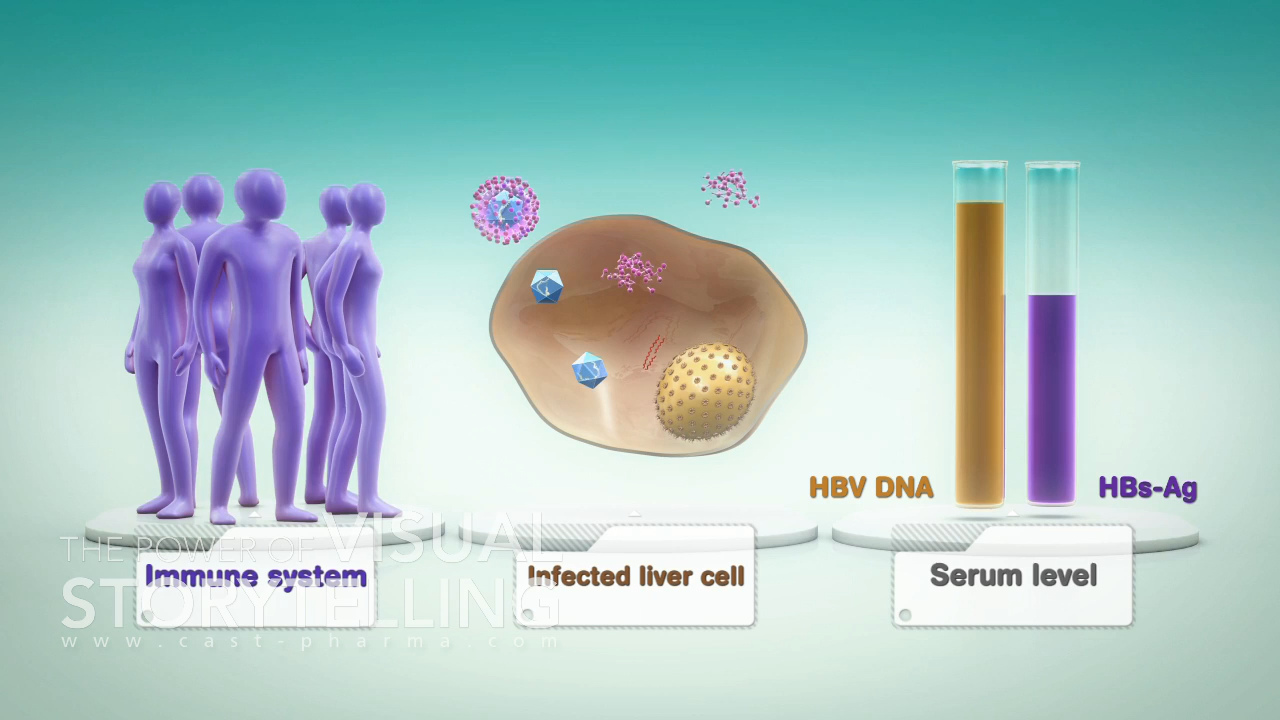 HBV DNA
HBs-Ag
THE POWER OF VISUAL
STORYTELLING
www.cast-pharma.com
Immune system
Infected liver cell
Serum level